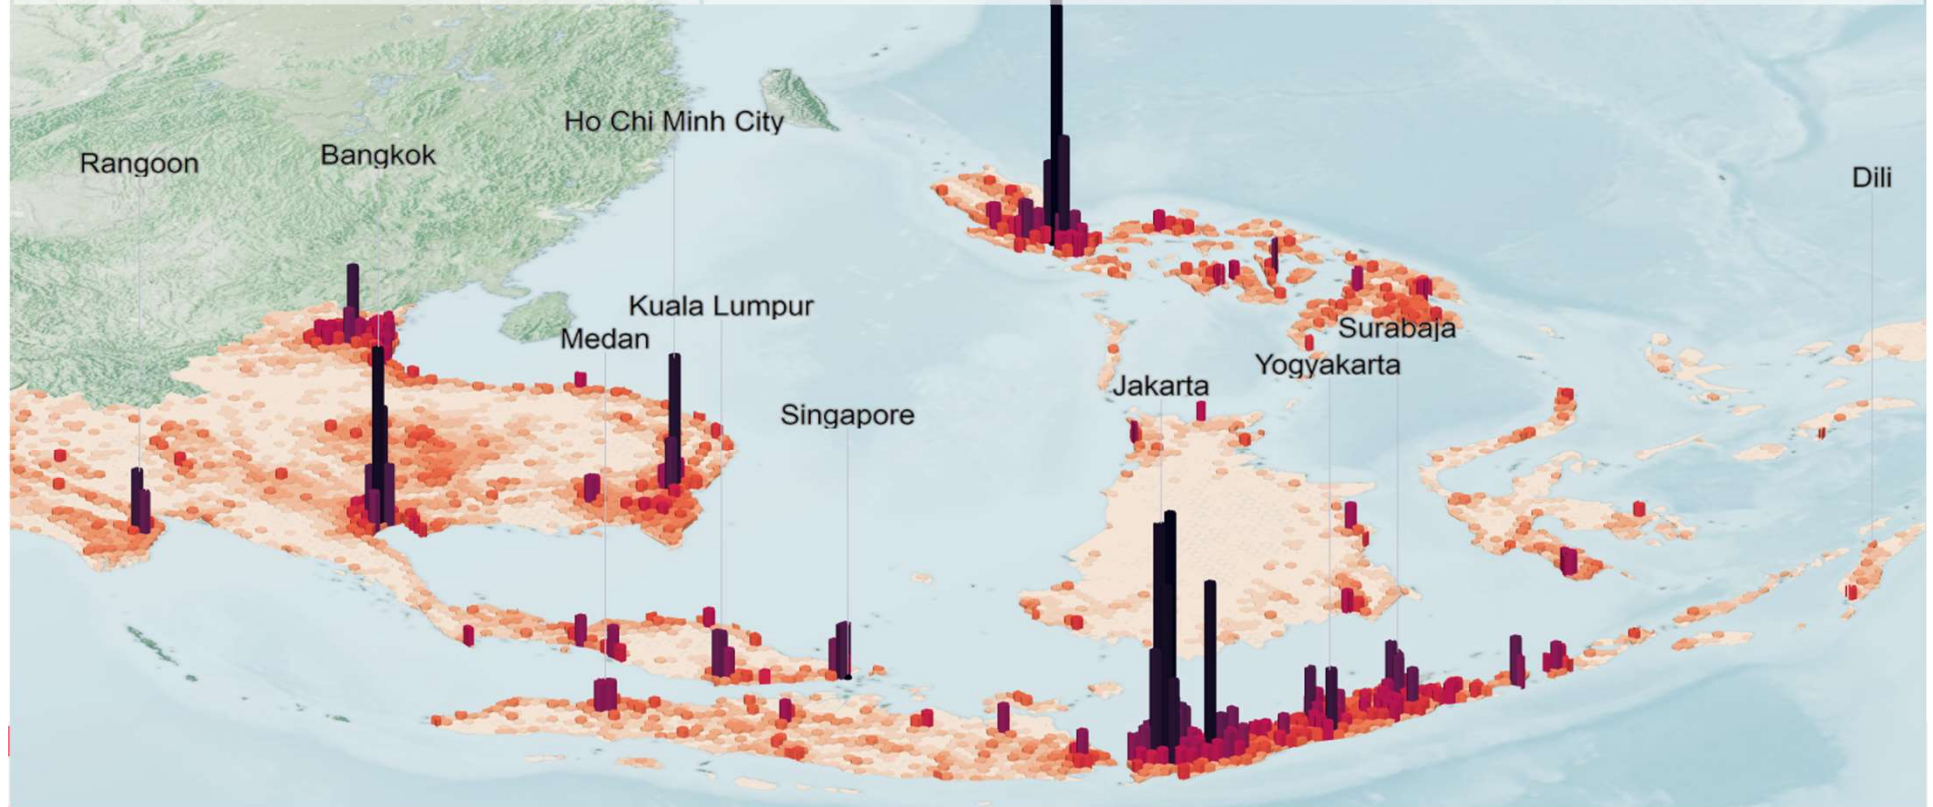 Ho Chi Minh City
Rangoon
Bangkok
Dili
Kuala Lumpur
Medan
Surabaja
Yogyakarta
Jakarta
Singapore